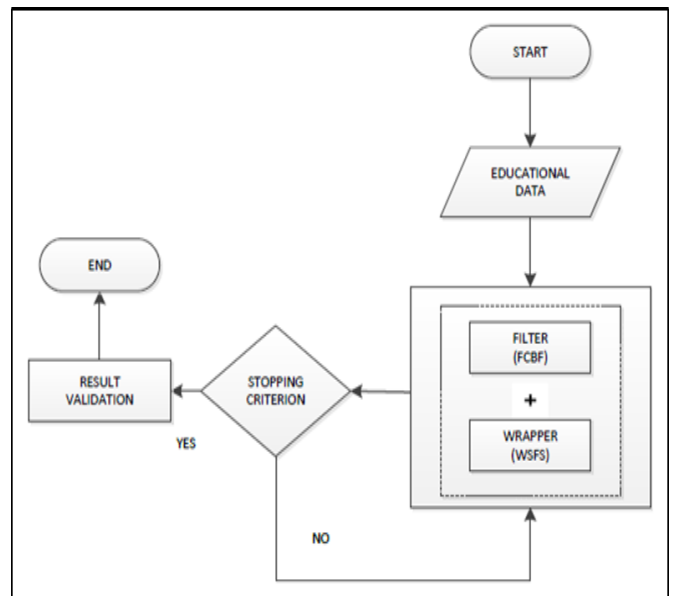 START
EDUCATIONAL
DATA
FILTER
(FCBF)
+
WRAPPER
(WSFS)
STOPPING
CRITERION
YES
NO
RESULT
VALIDATION
END